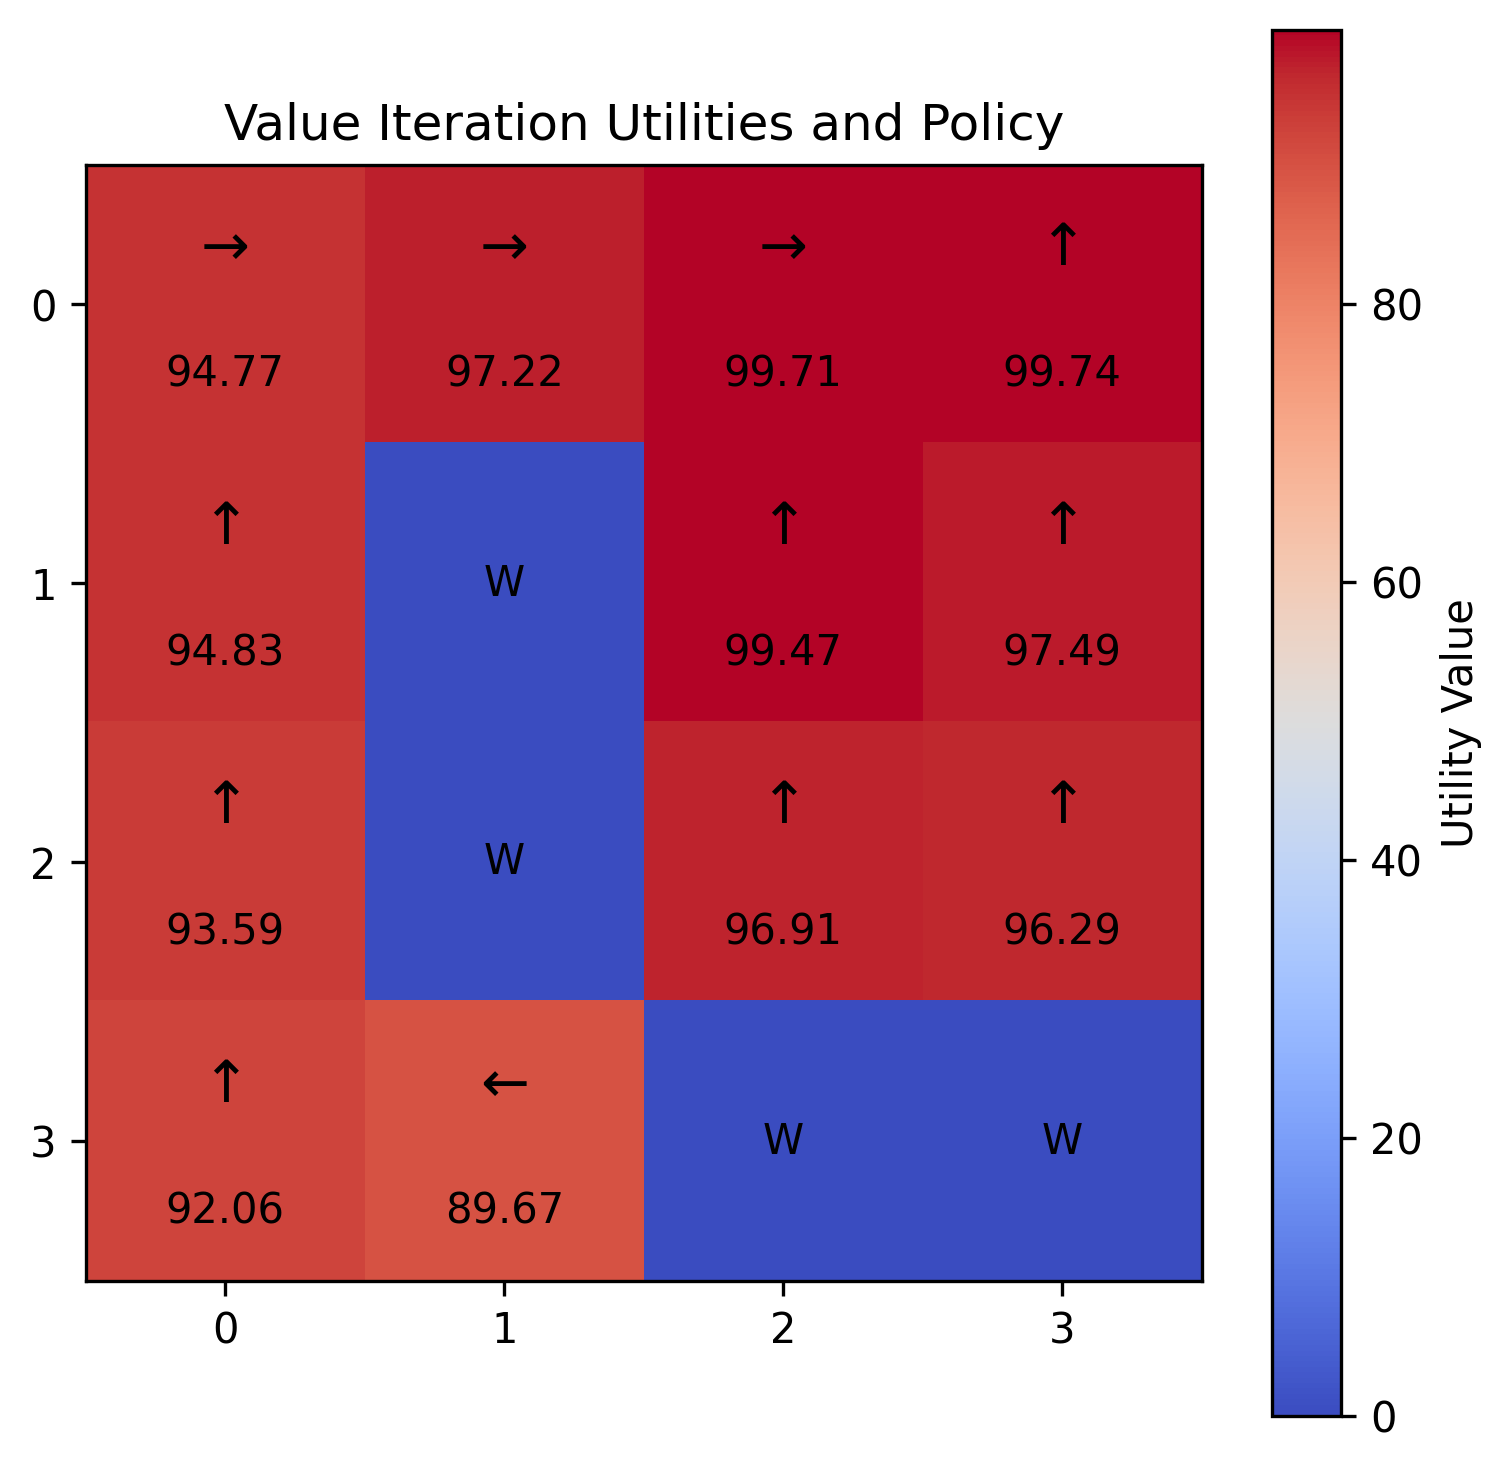 Value Iteration Utilities and Policy
→ → → ↑
0
94.77 97.22 99.71 99.74
↑ ↑ ↑
1 W
94.83 99.47 97.49
↑ ↑ ↑
2 W
93.59 96.91 96.29
↑ ←
3 W W
92.06 89.67
0 1 2 3
80
60
40
20
0
Utility Value